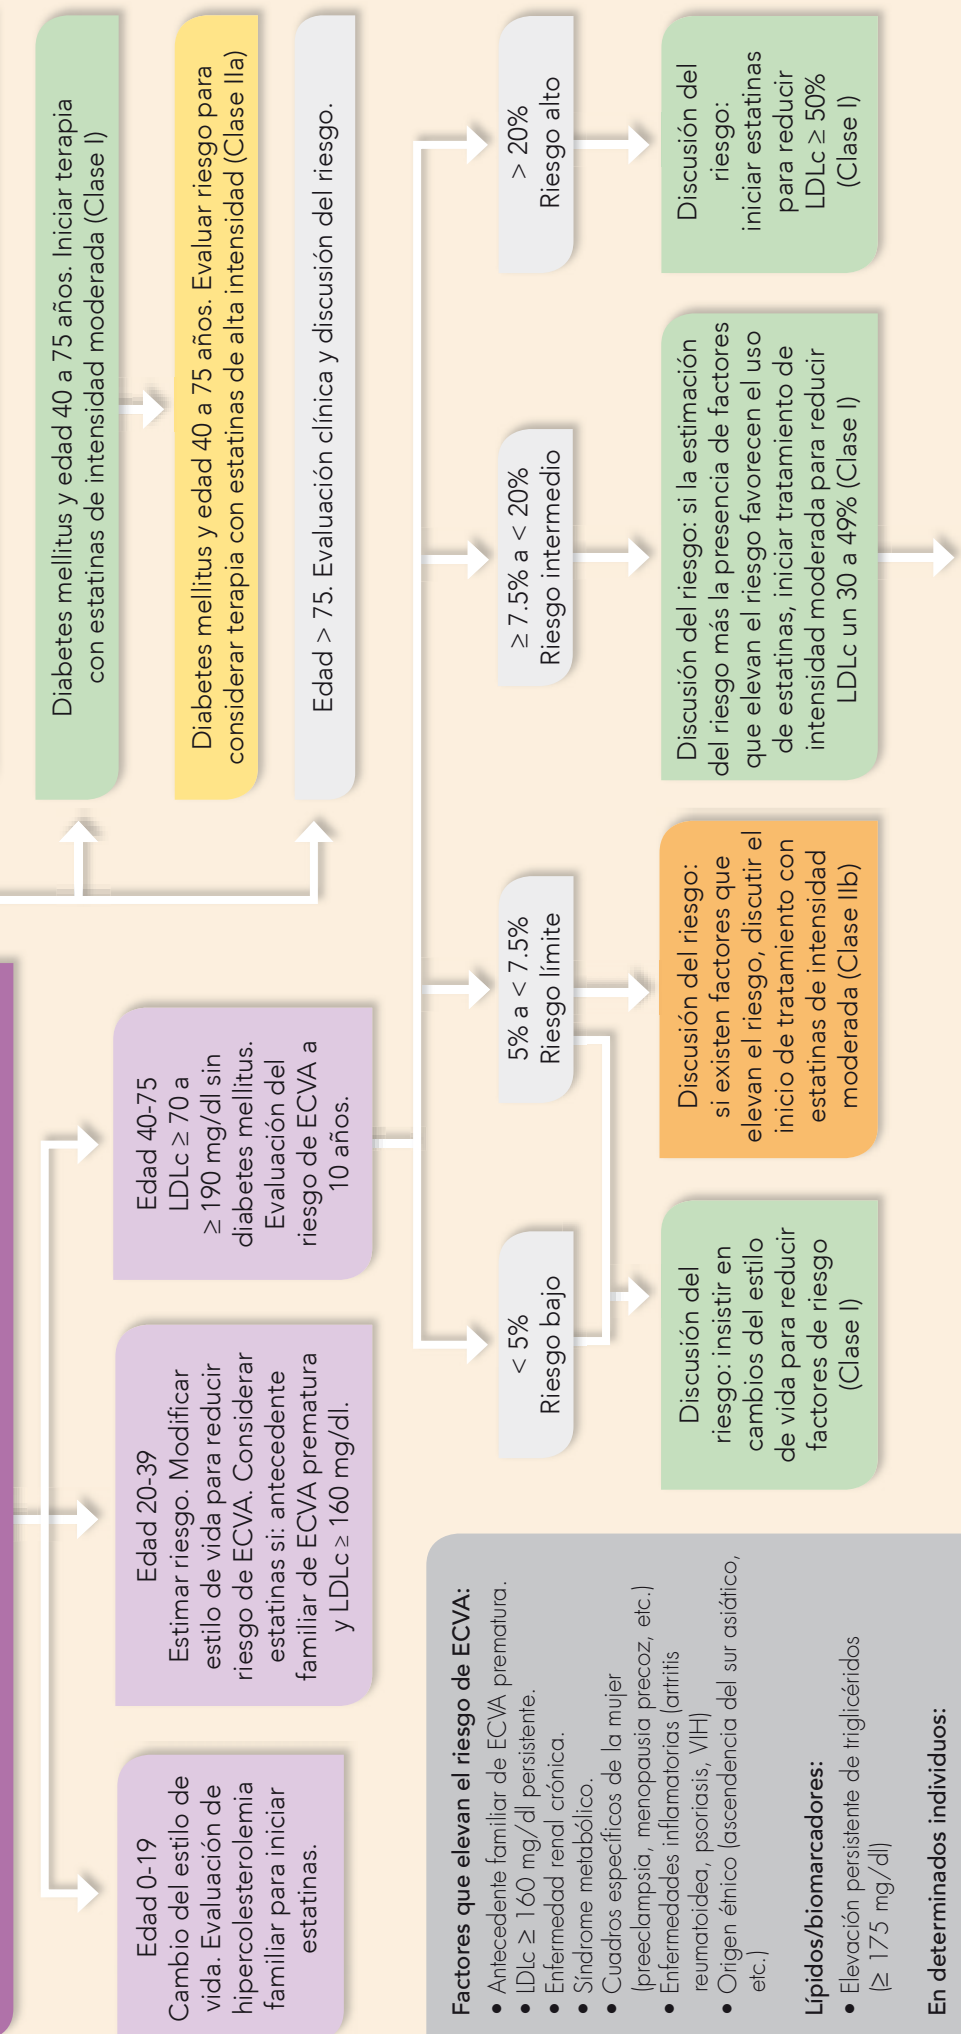 Diabetes mellitus y edad 40 a 75 años. Iniciar terapia
con estatinas de intensidad moderada (Clase I)
Diabetes mellitus y edad 40 a 75 años. Evaluar riesgo para
considerar terapia con estatinas de alta intensidad (Clase IIa)
Edad > 75. Evaluación clínica y discusión del riesgo.
Edad 0-19
Cambio del estilo de
vida. Evaluación de
hipercolesterolemia
familiar para iniciar
estatinas.
Edad 20-39
Estimar riesgo. Modificar
estilo de vida para reducir
riesgo de ECVA. Considerar
estatinas si: antecedente
familiar de ECVA prematura
y LDLc ≥ 160 mg/dl.
Edad 40-75
LDLc ≥ 70 a
≥ 190 mg/dl sin
diabetes mellitus.
Evaluación del
riesgo de ECVA a
10 años.
< 5%
Riesgo bajo
5% a < 7.5%
Riesgo límite
≥ 7.5% a < 20%
Riesgo intermedio
> 20%
Riesgo alto
Discusión del
riesgo: insistir en
cambios del estilo
de vida para reducir
factores de riesgo
(Clase I)
Discusión del riesgo:
si existen factores que
elevan el riesgo, discutir el
inicio de tratamiento con
estatinas de intensidad
moderada (Clase IIb)
Discusión del riesgo: si la estimación
del riesgo más la presencia de factores
que elevan el riesgo favorecen el uso
de estatinas, iniciar tratamiento de
intensidad moderada para reducir
LDLc un 30 a 49% (Clase I)
Discusión del
riesgo:
iniciar estatinas
para reducir
LDLc ≥ 50%
(Clase I)
Factores que elevan el riesgo de ECVA:
• Antecedente familiar de ECVA prematura.
• LDLc ≥ 160 mg/dl persistente.
• Enfermedad renal crónica.
• Síndrome metabólico.
• Cuadros específicos de la mujer
(preeclampsia, menopausia precoz, etc.)
• Enfermedades inflamatorias (artritis
reumatoidea, psoriasis, VIH)
• Origen étnico (ascendencia del sur asiático,
etc.)
Lípidos/biomarcadores:
• Elevación persistente de triglicéridos
(≥ 175 mg/dl)
En determinados individuos: